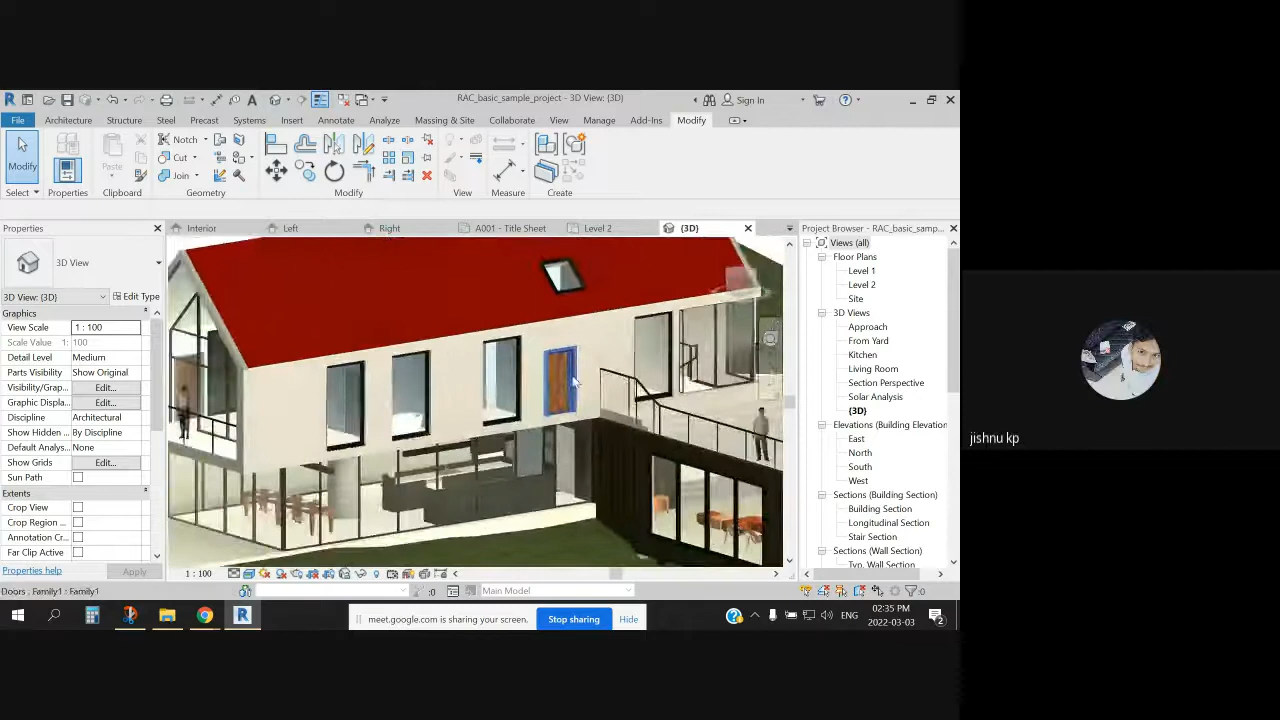 RAC_basic_sample_project - 3D View: {3D}
Sign In
File Architecture Structure Steel Precast Systems Insert Annotate Analyze Massing & Site Collaborate View Manage Add-Ins Modify
Modify
Paste
Notch
Cut
Join
Select Properties Clipboard Geometry Modify View Measure Create
Properties
Interior Left Right A001 - Title Sheet Level 2 {3D}
Project Browser - RAC_basic_samp...
3D View
3D View: {3D} Edit Type
Graphics
View Scale 1 : 100
Scale Value 1: 100
Detail Level Medium
Parts Visibility Show Original
Visibility/Grap... Edit...
Graphic Displa... Edit...
Discipline Architectural
Show Hidden ... By Discipline
Default Analys... None
Show Grids Edit...
Sun Path
Extents
Crop View
Crop Region ...
Annotation Cr...
Far Clip Active
Properties help Apply
1 : 100
Views (all)
Floor Plans
Level 1
Level 2
Site
3D Views
Approach
From Yard
Kitchen
Living Room
Section Perspective
Solar Analysis
{3D}
Elevations (Building Elevation
East
North
South
West
Sections (Building Section)
Building Section
Longitudinal Section
Stair Section
Sections (Wall Section)
Typ. Wall Section
Doors : Family1 : Family1
:0
Main Model
:0
meet.google.com is sharing your screen.
Stop sharing
Hide
ENG
02:35 PM
2022-03-03
2
jishnu kp